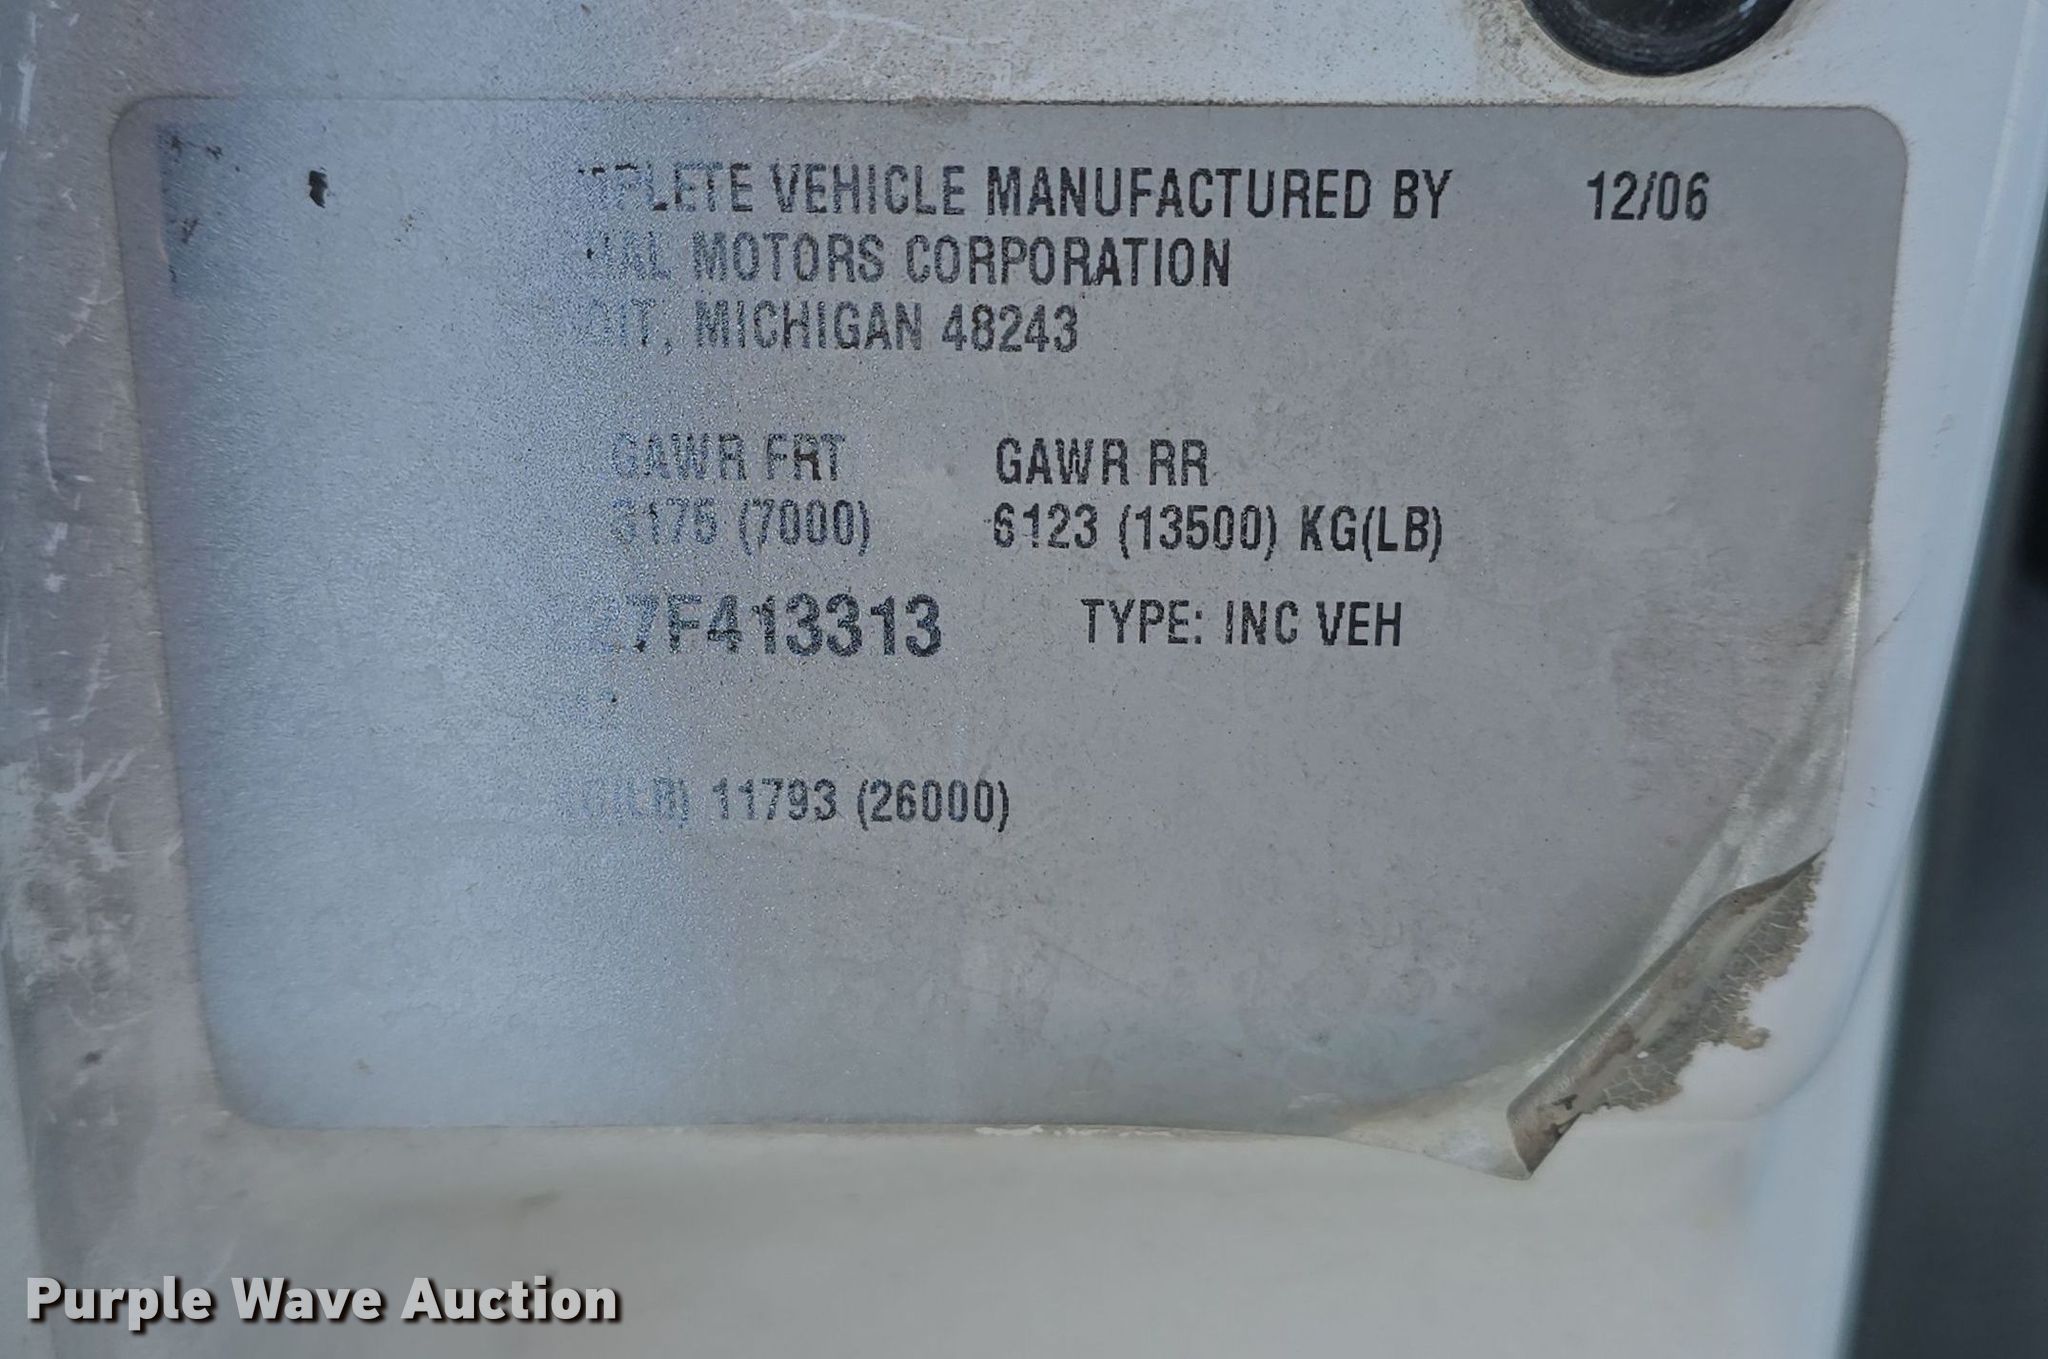 VEHICLE MANUFACTURED BY 12/06
MOTORS CORPORATION
MICHIGAN 48243
GAWR FRT GAWR RR
3175 (7000) 6123 (13500) KG(LB)
7F413313 TYPE: INC VEH
11793 (26000)
Purple Wave Auction